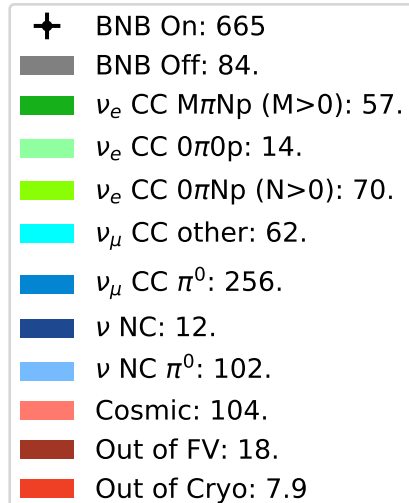 BNB On: 665
BNB Off: 84.
νₑ CC MπNp (M>0): 57.
νₑ CC 0π0p: 14.
νₑ CC 0πNp (N>0): 70.
ν_μ CC other: 62.
ν_μ CC π⁰: 256.
ν NC: 12.
ν NC π⁰: 102.
Cosmic: 104.
Out of FV: 18.
Out of Cryo: 7.9